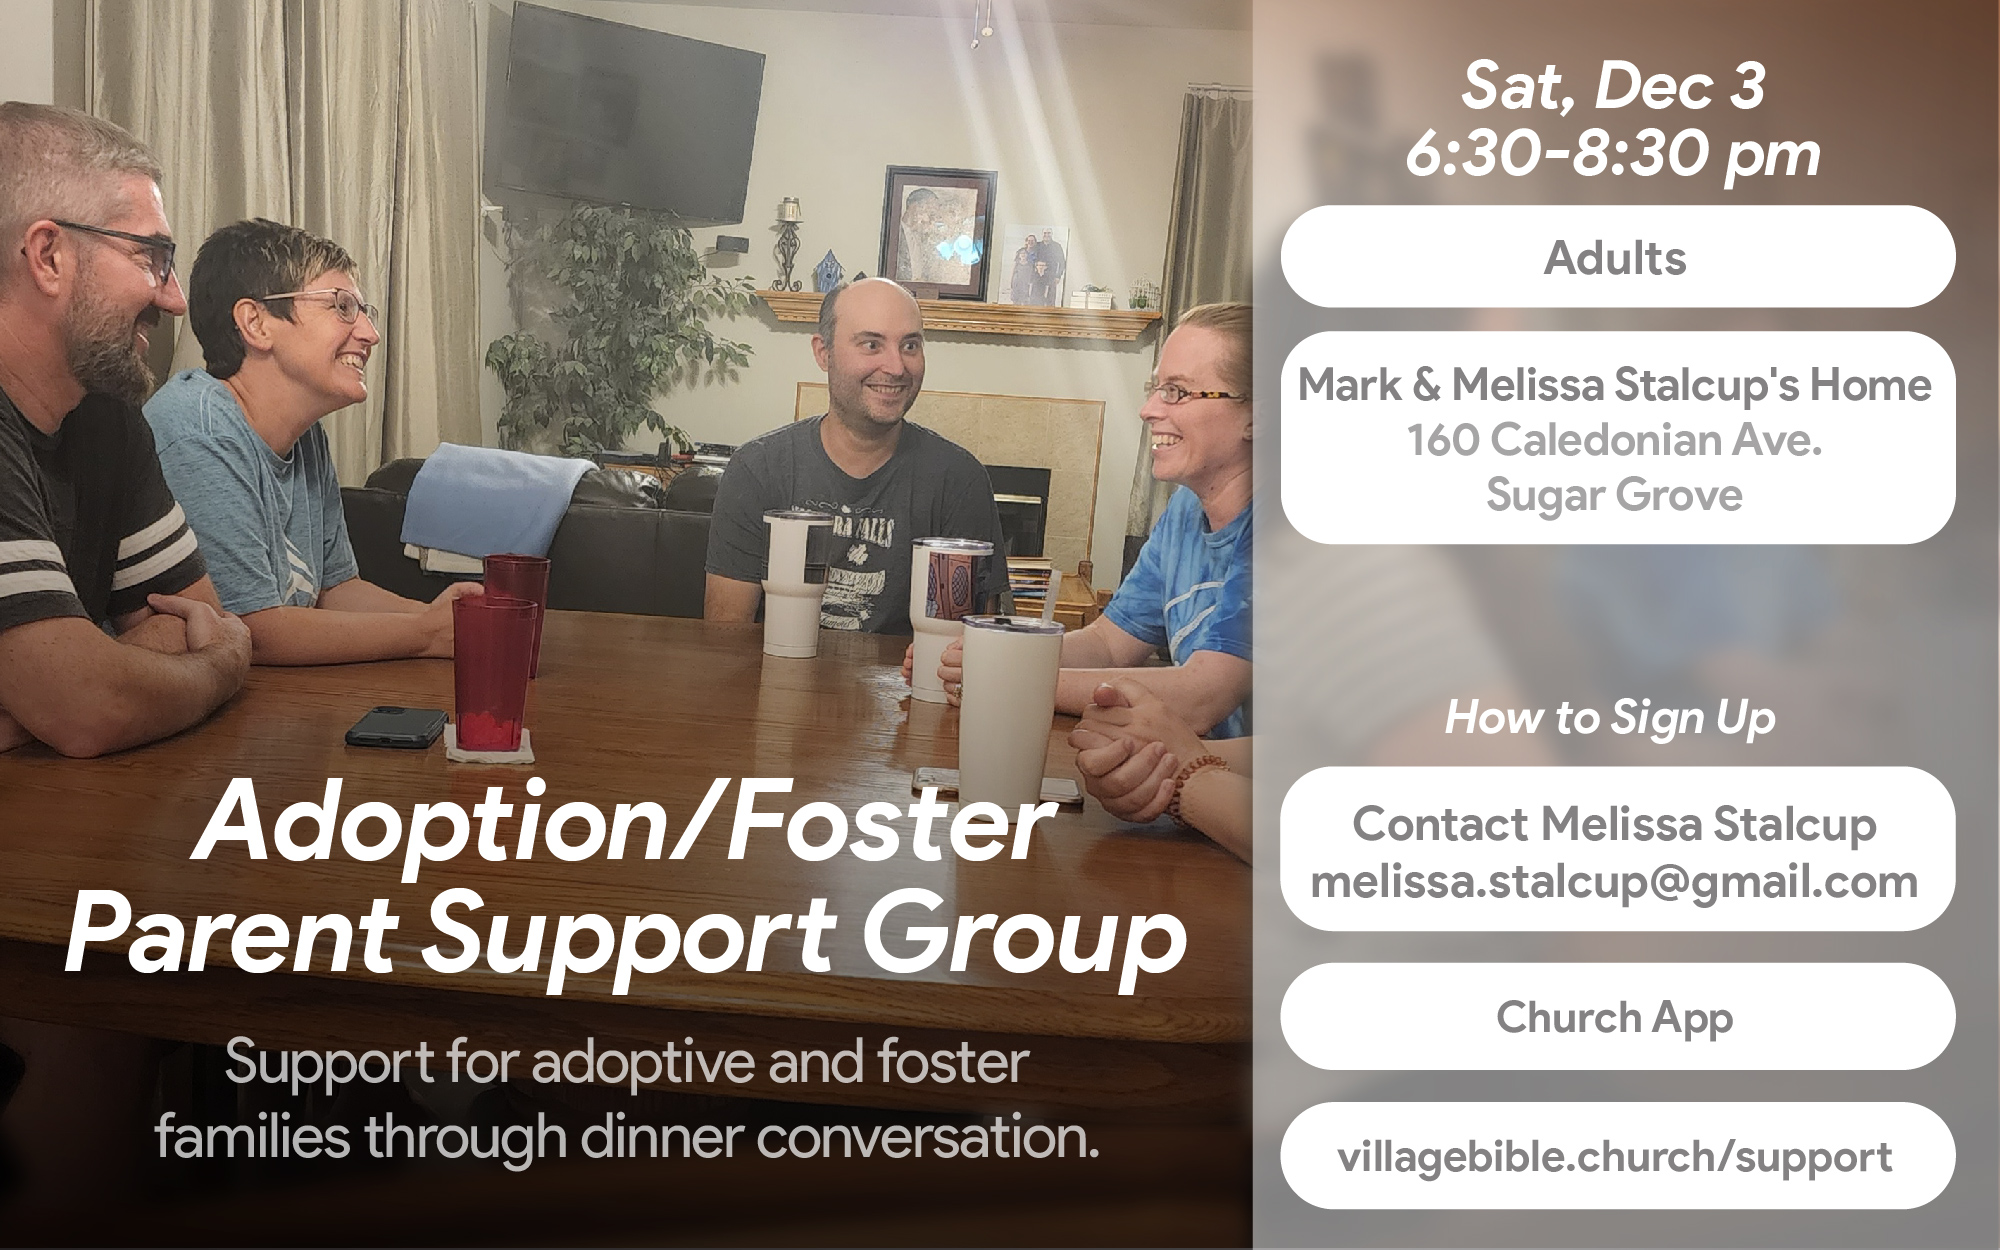 Sat, Dec 3
6:30-8:30 pm
Adults
Mark & Melissa Stalcup's Home
160 Caledonian Ave.
Sugar Grove
How to Sign Up
Contact Melissa Stalcup
melissa.stalcup@gmail.com
Church App
villagebible.church/support
RA FALLS
Adoption/Foster
Parent Support Group
Support for adoptive and foster
families through dinner conversation.